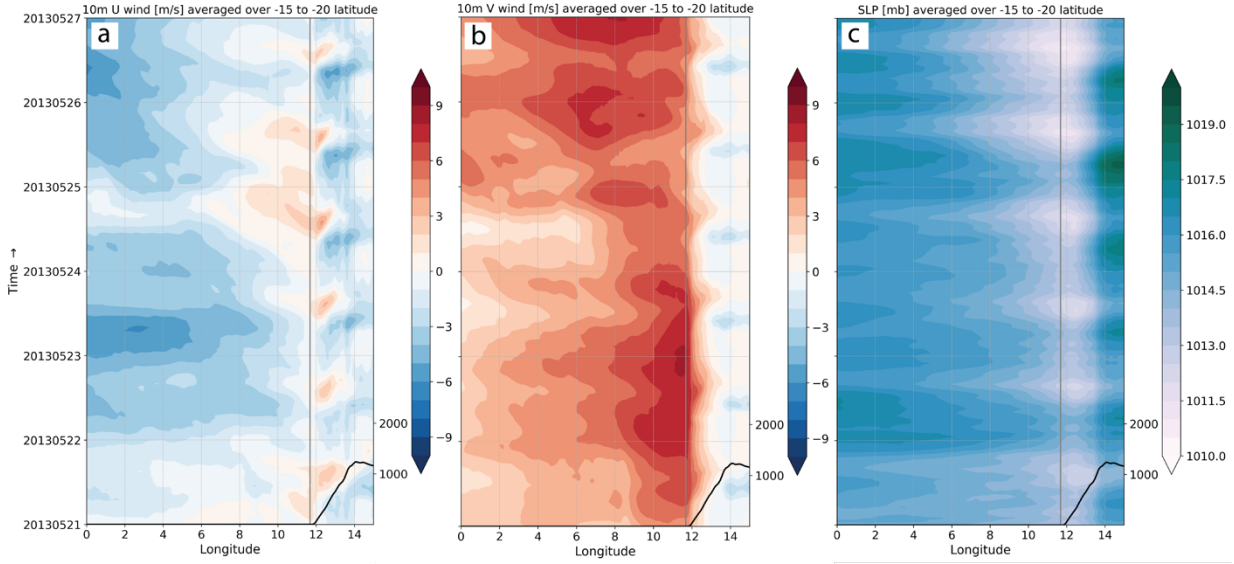 10m U wind [m/s] averaged over -15 to -20 latitude
a
20130527
20130526
20130525
20130524
20130523
20130522
20130521
Time →
0 2 4 6 8 10 12 14
Longitude
2000
1000
9
6
3
0
−3
−6
−9
10m V wind [m/s] averaged over -15 to -20 latitude
b
0 2 4 6 8 10 12 14
Longitude
2000
1000
9
6
3
0
−3
−6
−9
SLP [mb] averaged over -15 to -20 latitude
c
0 2 4 6 8 10 12 14
Longitude
2000
1000
1019.0
1017.5
1016.0
1014.5
1013.0
1011.5
1010.0